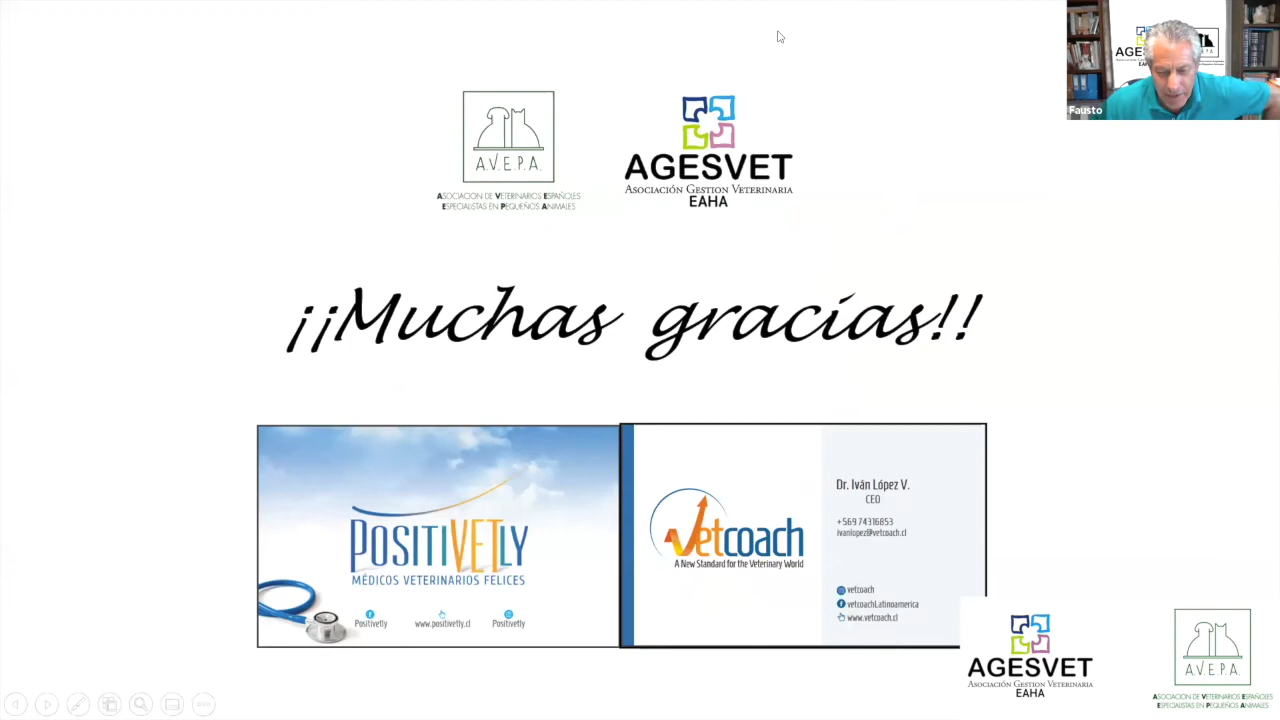 A.V.E.P.A.
ASOCIACIÓN DE VETERINARIOS ESPAÑOLES
ESPECIALISTAS EN PEQUEÑOS ANIMALES
AGESVET
ASOCIACIÓN GESTION VETERINARIA
EAHA
Fausto
¡¡Muchas gracias!!
POSITIVETLY
MÉDICOS VETERINARIOS FELICES
Positivetly
www.positivetly.cl
Positivetly
vetcoach
A New Standard for the Veterinary World
Dr. Iván López V.
CEO
+569 74316853
ivanlopez@vetcoach.cl
vetcoach
vetcoachLatinoamerica
www.vetcoach.cl
AGESVET
ASOCIACIÓN GESTION VETERINARIA
EAHA
A.V.E.P.A.
ASOCIACIÓN DE VETERINARIOS ESPAÑOLES
ESPECIALISTAS EN PEQUEÑOS ANIMALES